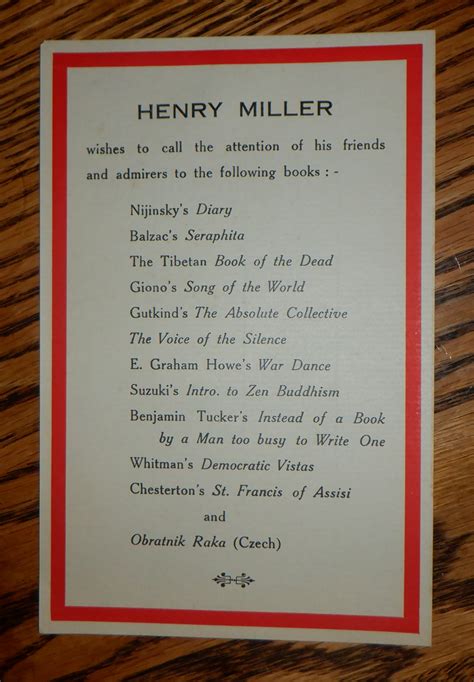 HENRY MILLER
wishes to call the attention of his friends
and admirers to the following books : -
Nijinsky's Diary
Balzac's Seraphita
The Tibetan Book of the Dead
Giono's Song of the World
Gutkind's The Absolute Collective
The Voice of the Silence
E. Graham Howe's War Dance
Suzuki's Intro. to Zen Buddhism
Benjamin Tucker's Instead of a Book
by a Man too busy to Write One
Whitman's Democratic Vistas
Chesterton's St. Francis of Assisi
and
Obratnik Raka (Czech)